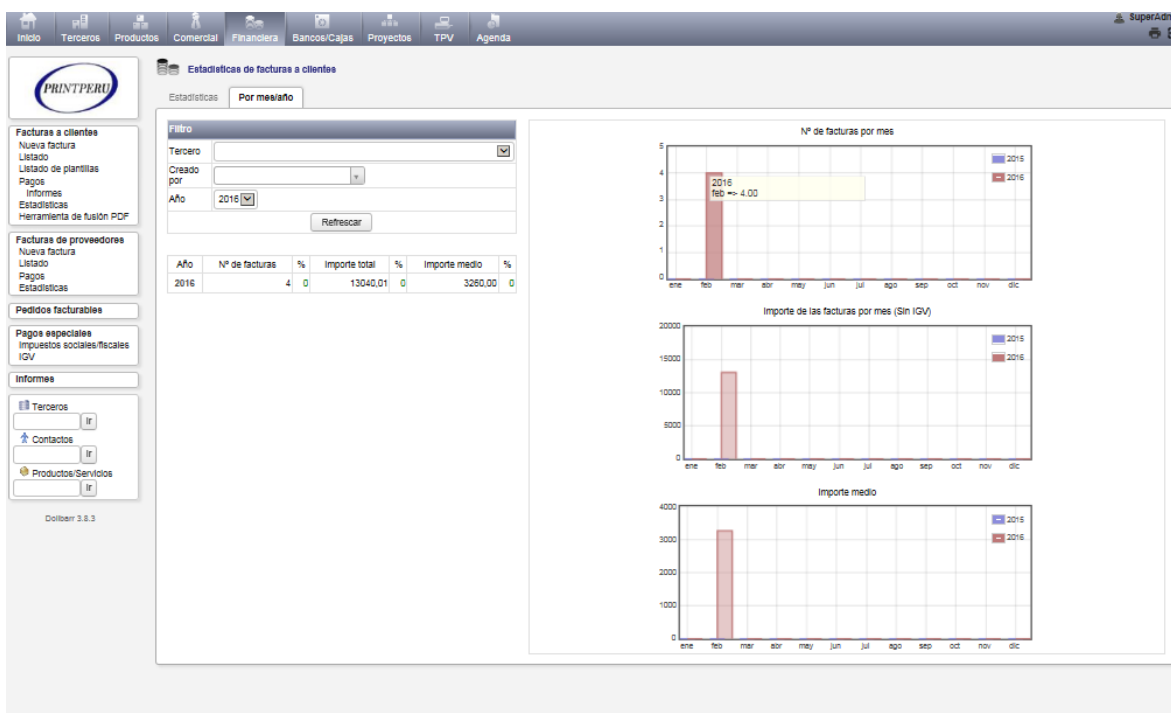 Inicio Terceros Productos Comercial Financiera Bancos/Cajas Proyectos TPV Agenda
SuperAdm
PRINTPERU
Facturas a clientes
Nueva factura
Listado
Listado de plantillas
Pagos
Informes
Estadísticas
Herramienta de fusión PDF
Facturas de proveedores
Nueva factura
Listado
Pagos
Estadísticas
Pedidos facturables
Pagos especiales
Impuestos sociales/fiscales
IGV
Informes
Terceros
Ir
Contactos
Ir
Productos/Servicios
Ir
Dolibarr 3.8.3
Estadísticas de facturas a clientes
Estadísticas Por mes/año
Filtro
Tercero
Creado por
Año 2016
Refrescar
Año Nº de facturas % Importe total % Importe medio %
2016 4 0 13040,01 0 3260,00 0
Nº de facturas por mes
5
4
3
2
1
0
2015
2016
2016
feb => 4.00
ene feb mar abr may jun jul ago sep oct nov dic
Importe de las facturas por mes (Sin IGV)
20000
15000
10000
5000
0
2015
2016
ene feb mar abr may jun jul ago sep oct nov dic
Importe medio
4000
3000
2000
1000
0
2015
2016
ene feb mar abr may jun jul ago sep oct nov dic